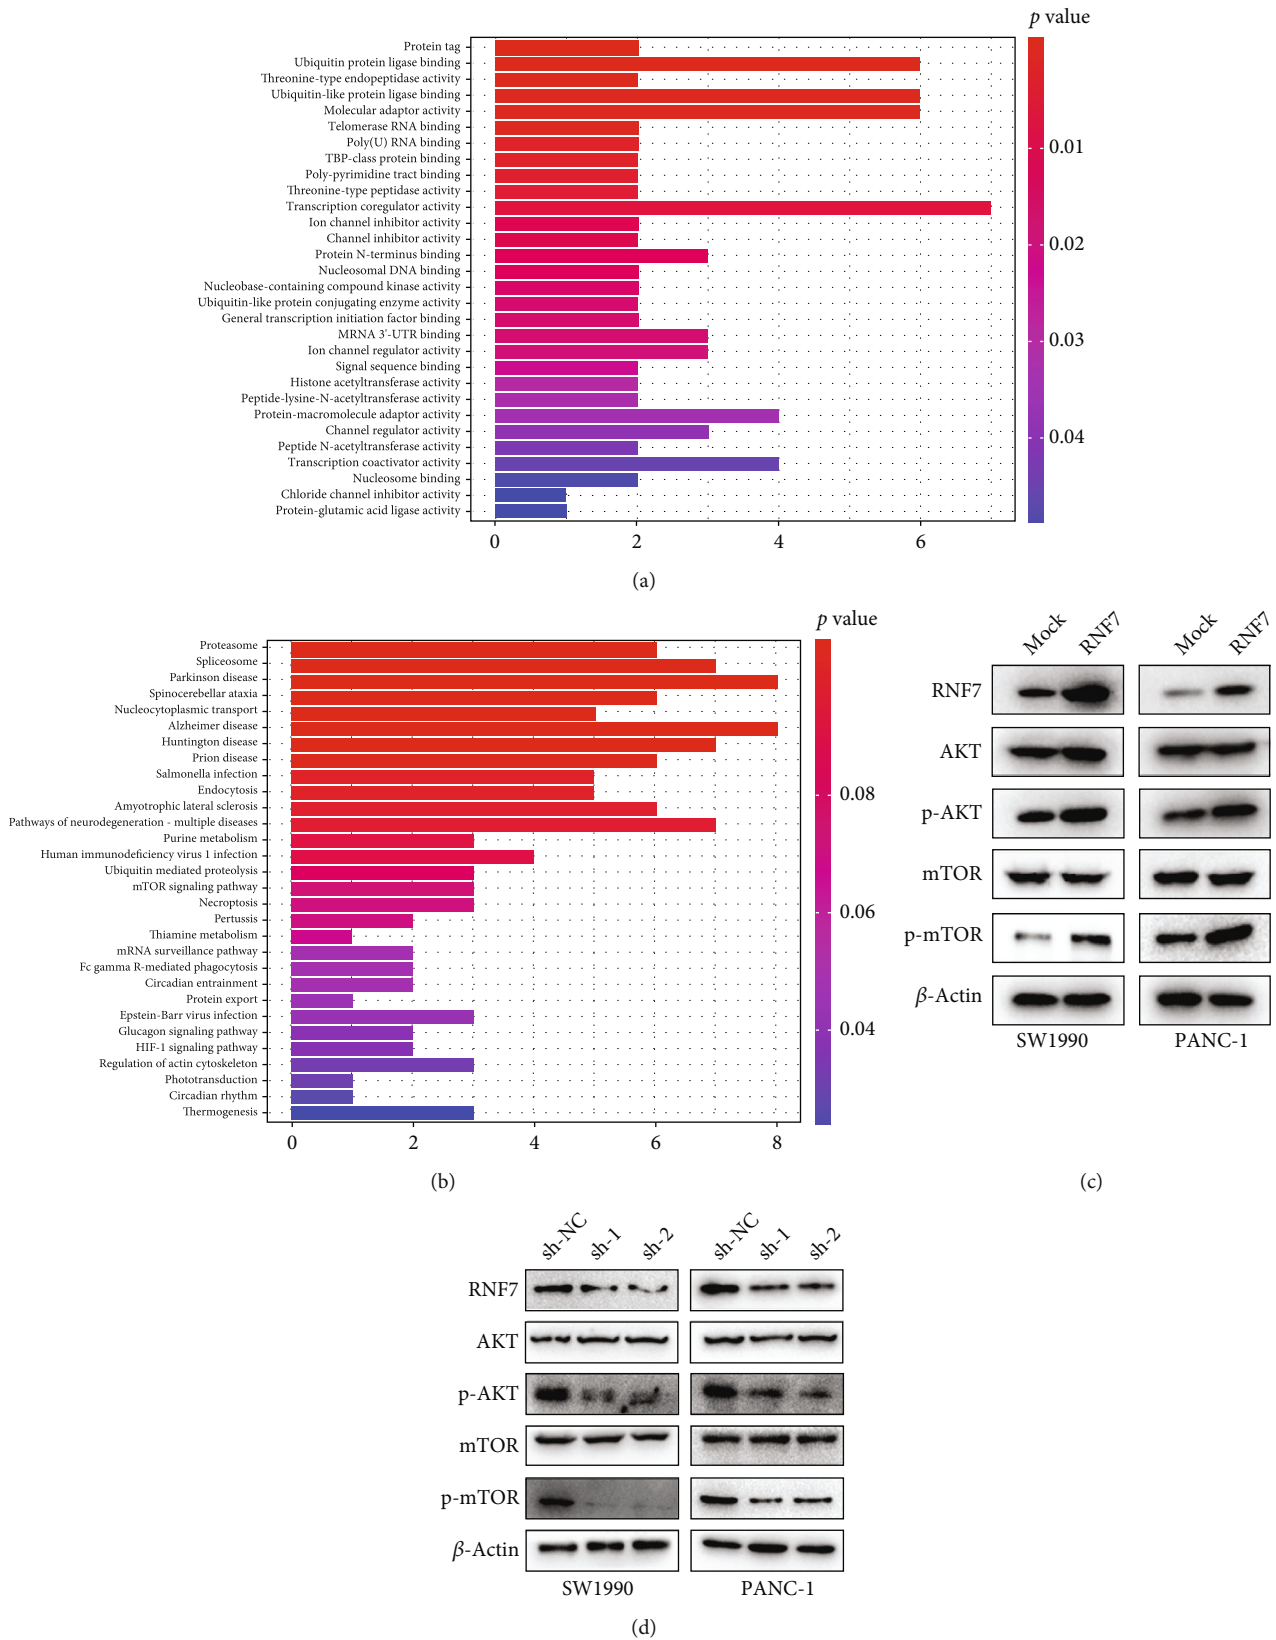 p value
Protein tag
Ubiquitin protein ligase binding
Threonine-type endopeptidase activity
Ubiquitin-like protein ligase binding
Molecular adaptor activity
Telomerase RNA binding
Poly(U) RNA binding
TBP-class protein binding
Poly-pyrimidine tract binding
Threonine-type peptidase activity
Transcription coregulator activity
Ion channel inhibitor activity
Channel inhibitor activity
Protein N-terminus binding
Nucleosomal DNA binding
Nucleobase-containing compound kinase activity
Ubiquitin-like protein conjugating enzyme activity
General transcription initiation factor binding
MRNA 3'-UTR binding
Ion channel regulator activity
Signal sequence binding
Histone acetyltransferase activity
Peptide-lysine-N-acetyltransferase activity
Protein-macromolecule adaptor activity
Channel regulator activity
Peptide N-acetyltransferase activity
Transcription coactivator activity
Nucleosome binding
Chloride channel inhibitor activity
Protein-glutamic acid ligase activity
0.01
0.02
0.03
0.04
0 2 4 6
(a)
p value
Proteasome
Spliceosome
Parkinson disease
Spinocerebellar ataxia
Nucleocytoplasmic transport
Alzheimer disease
Huntington disease
Prion disease
Salmonella infection
Endocytosis
Amyotrophic lateral sclerosis
Pathways of neurodegeneration - multiple diseases
Purine metabolism
Human immunodeficiency virus 1 infection
Ubiquitin mediated proteolysis
mTOR signaling pathway
Necroptosis
Pertussis
Thiamine metabolism
mRNA surveillance pathway
Fc gamma R-mediated phagocytosis
Circadian entrainment
Protein export
Epstein-Barr virus infection
Glucagon signaling pathway
HIF-1 signaling pathway
Regulation of actin cytoskeleton
Phototransduction
Circadian rhythm
Thermogenesis
0.08
0.06
0.04
0 2 4 6 8
(b)
Mock RNF7 Mock RNF7
RNF7
AKT
p-AKT
mTOR
p-mTOR
β-Actin
SW1990 PANC-1
(c)
sh-NC sh-1 sh-2 sh-NC sh-1 sh-2
RNF7
AKT
p-AKT
mTOR
p-mTOR
β-Actin
SW1990 PANC-1
(d)